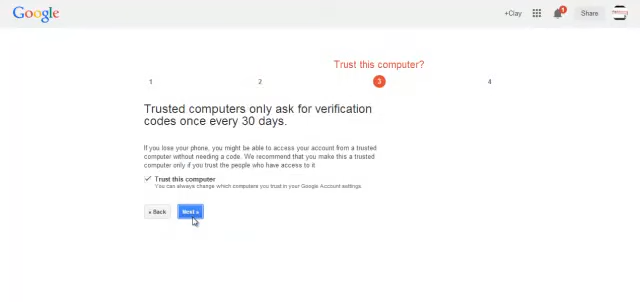 Google
+Clay
1
Share
Trust this computer?
1 2 3 4
Trusted computers only ask for verification
codes once every 30 days.
If you lose your phone, you might be able to access your account from a trusted
computer without needing a code. We recommend that you make this a trusted
computer only if you trust the people who have access to it
Trust this computer
You can always change which computers you trust in your Google Account settings.
« Back
Next »